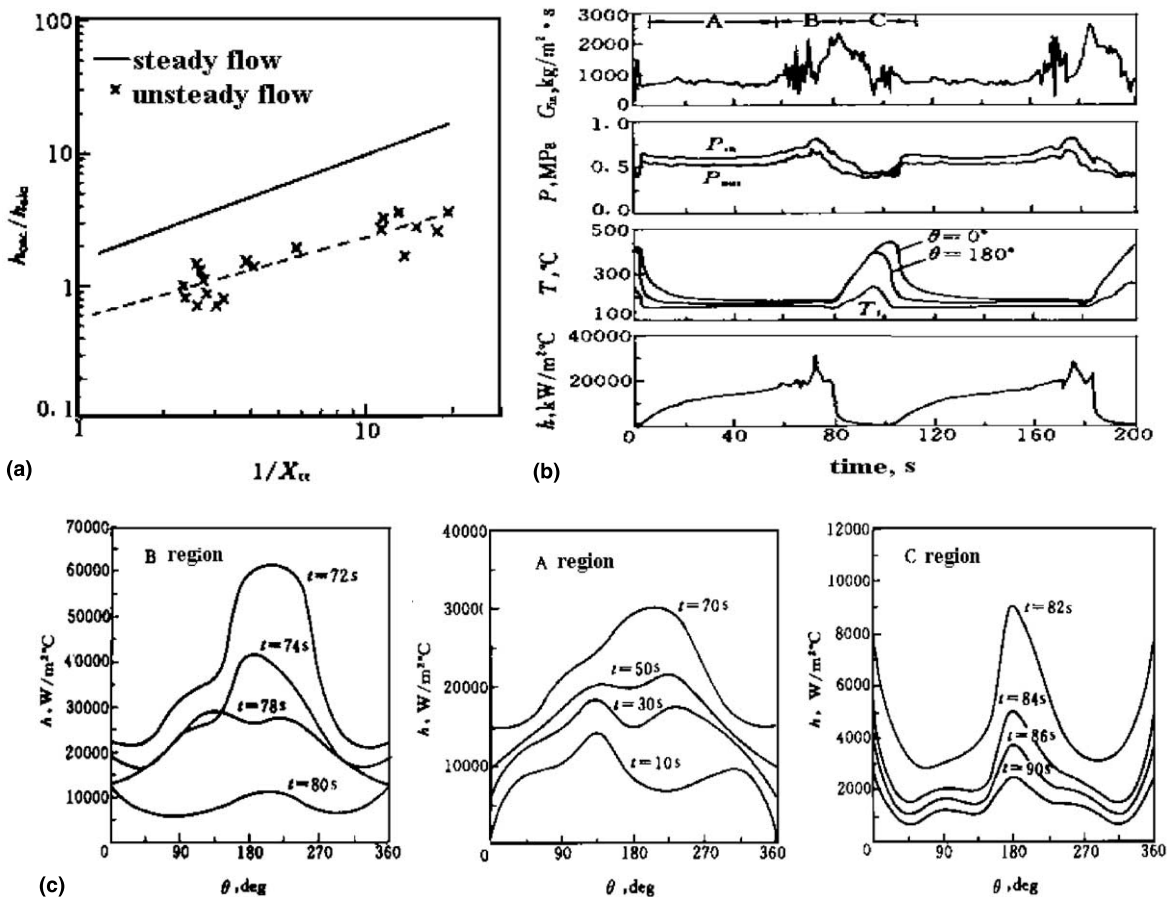 100
10
1
0.1
h_osc/h_sin
steady flow
× unsteady flow
1
10
1/X_tt
(a)
(b)
A B C
3000
2000
1000
0
G_in, kg/m²·s
1.0
0.5
0.0
P, MPa
P_in
500
300
100
T, ℃
θ=0°
θ=180°
40000
20000
0
h, kW/m²℃
0 40 80 120 160 200
time, s
(c)
B region
70000
60000
50000
40000
30000
20000
10000
h, W/m²℃
t=72s
t=74s
t=78s
t=80s
0 90 180 270 360
θ, deg
A region
40000
30000
20000
10000
h, W/m²℃
t=70s
t=50s
t=30s
t=10s
0 90 180 270 360
θ, deg
C region
12000
10000
8000
6000
4000
2000
h, W/m²℃
t=82s
t=84s
t=86s
t=90s
0 90 180 270 360
θ, deg